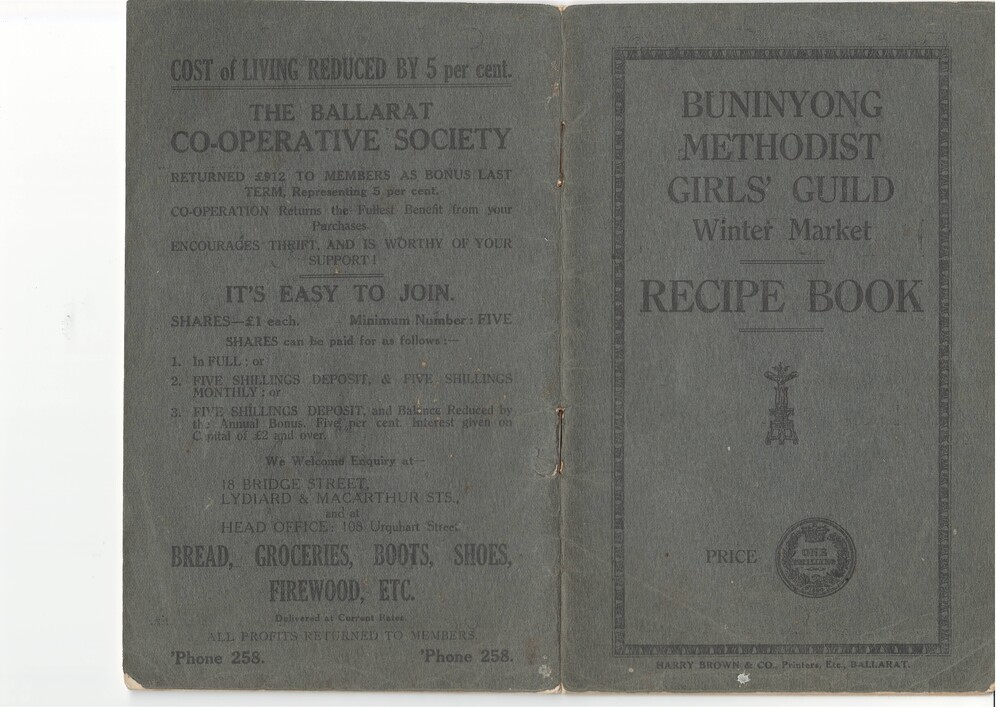 COST of LIVING REDUCED BY 5 per cent.
THE BALLARAT
CO-OPERATIVE SOCIETY
RETURNED £912 TO MEMBERS AS BONUS LAST
TERM, Representing 5 per cent.
CO-OPERATION Returns the Fullest Benefit from your
Purchases
ENCOURAGES THRIFT, AND IS WORTHY OF YOUR
SUPPORT!
IT'S EASY TO JOIN.
SHARES—£1 each. Minimum Number: FIVE
SHARES can be paid for as follows:—
1. In FULL: or
2. FIVE SHILLINGS DEPOSIT, & FIVE SHILLINGS
MONTHLY: or
3. FIVE SHILLINGS DEPOSIT, and Balance Reduced by
the Annual Bonus. Five per cent. Interest given on
Capital of £2 and over.
We Welcome Enquiry at—
18 BRIDGE STREET,
LYDIARD & MACARTHUR STS.,
and at
HEAD OFFICE: 108 Urquhart Street.
BREAD, GROCERIES, BOOTS, SHOES,
FIREWOOD, ETC.
Delivered at Current Rates.
ALL PROFITS RETURNED TO MEMBERS.
'Phone 258. 'Phone 258.
BUNINYONG
METHODIST
GIRLS' GUILD
Winter Market
RECIPE BOOK
PRICE
ONE
SHILLING
HARRY BROWN & CO., Printers, Etc., BALLARAT.